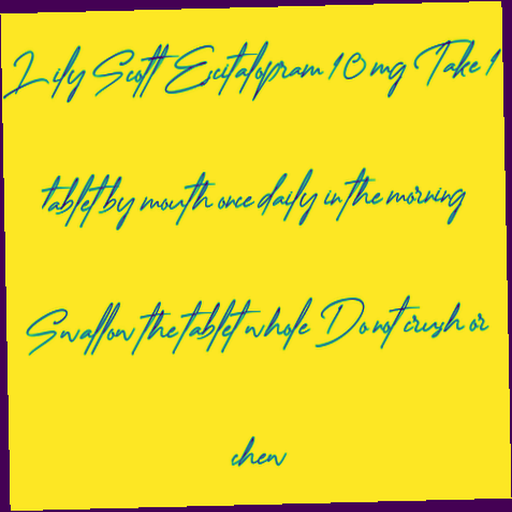 Lily Scott Escitalopram 10 mg Take 1
tablet by mouth once daily in the morning
Swallow the tablet whole Do not crush or
chew